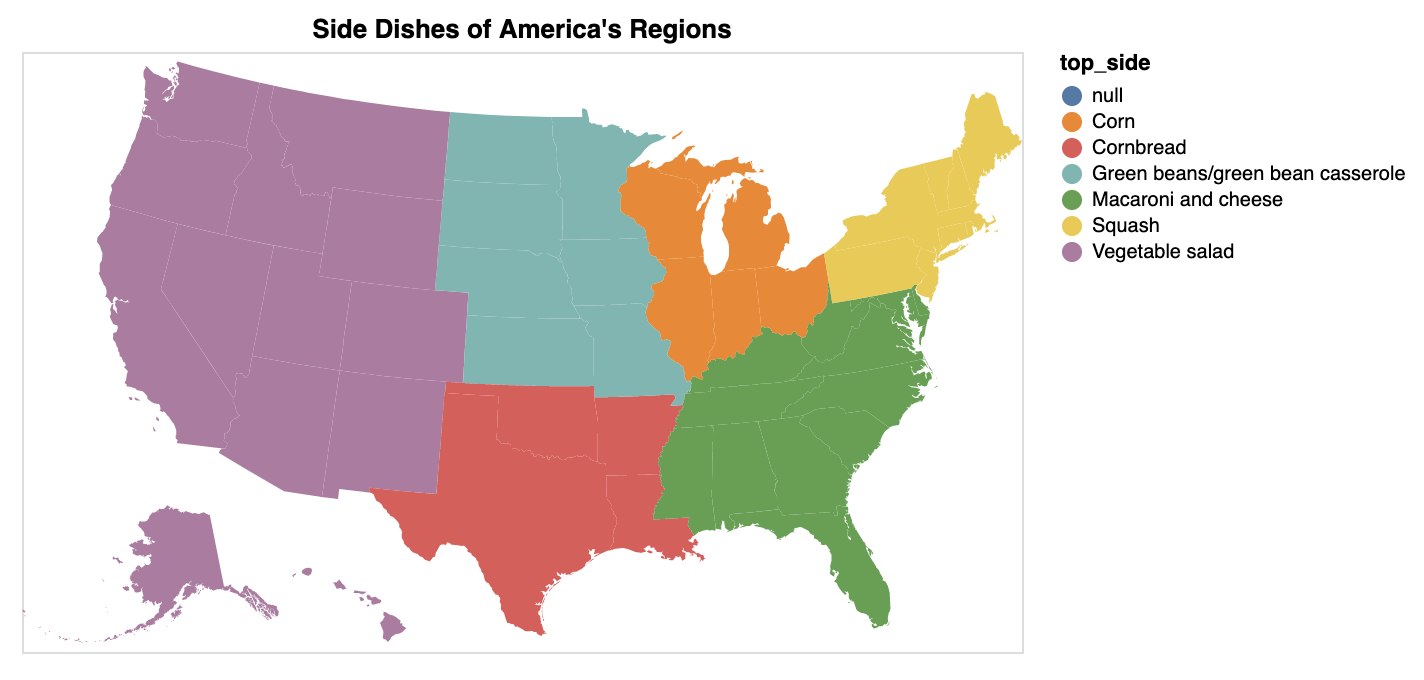 Side Dishes of America's Regions
top_side
null
Corn
Cornbread
Green beans/green bean casserole
Macaroni and cheese
Squash
Vegetable salad